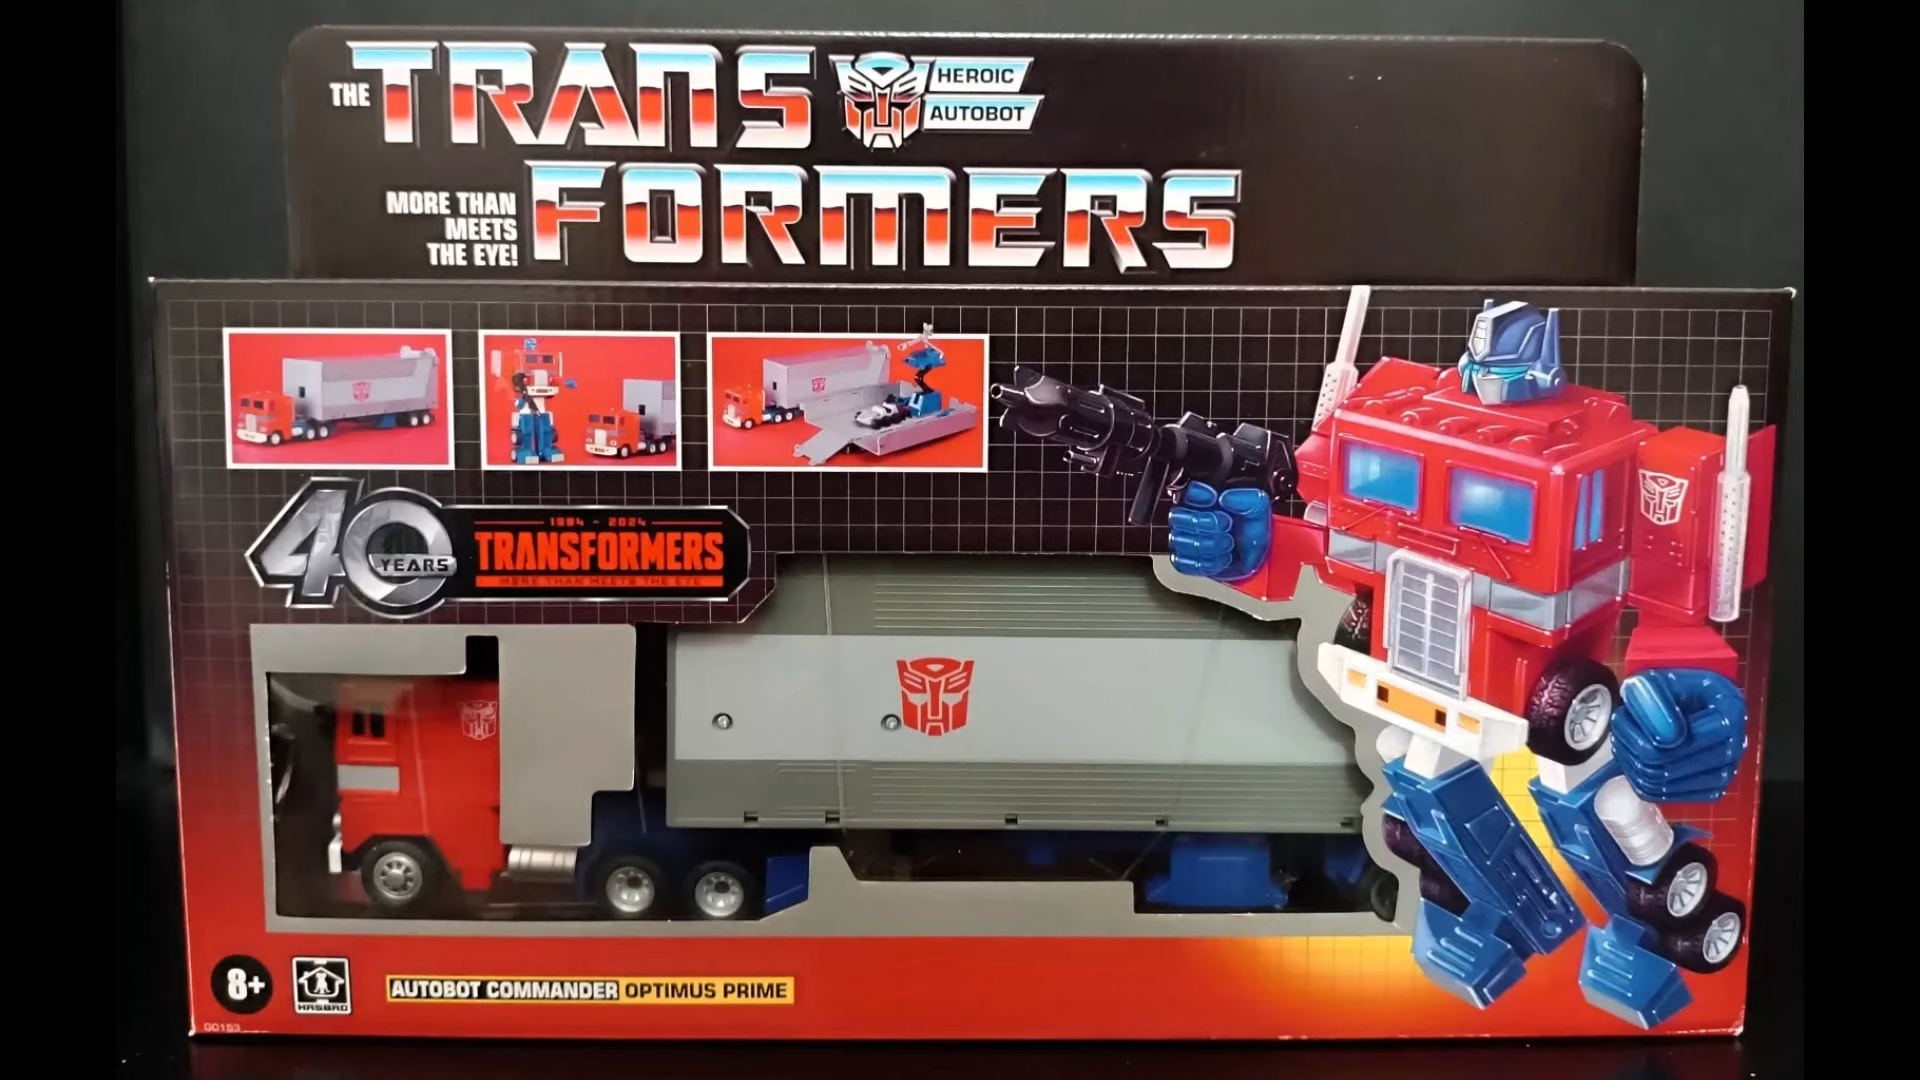 THE TRANS
HEROIC
AUTOBOT
MORE THAN
MEETS
THE EYE!
FORMERS
40
YEARS
1984 - 2024
TRANSFORMERS
MORE THAN MEETS THE EYE
8+
HASBRO
AUTOBOT COMMANDER OPTIMUS PRIME
G0153